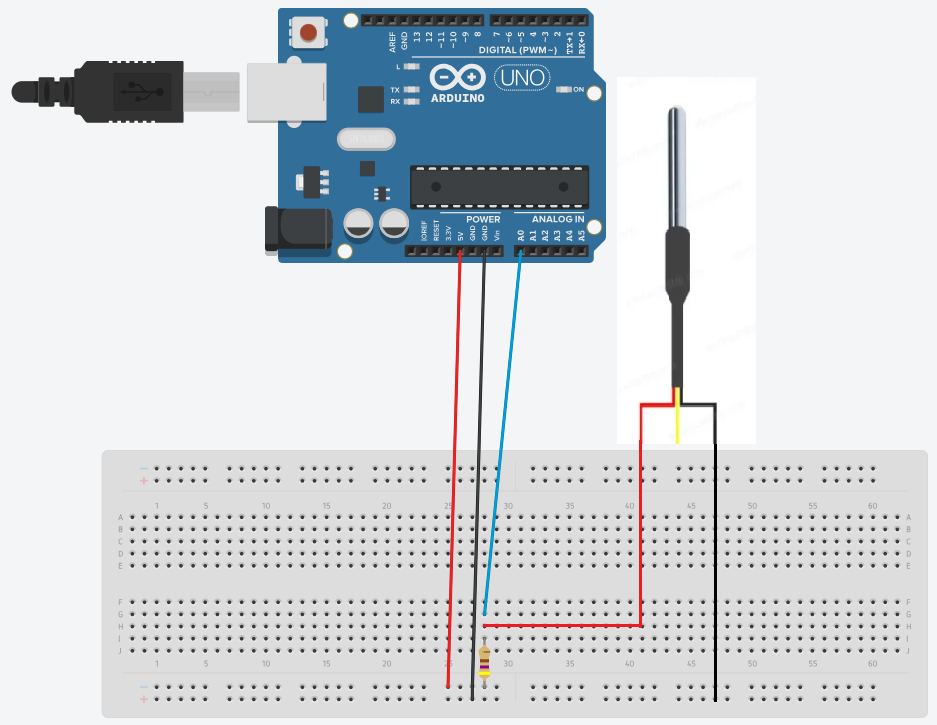 AREF
GND
13
12
~11
~10
~9
8
7
~6
~5
4
~3
2
TX→1
RX←0
DIGITAL (PWM~)
L
TX
RX
ARDUINO
UNO
ON
POWER
ANALOG IN
IOREF
RESET
3.3V
5V
GND
GND
Vin
A0
A1
A2
A3
A4
A5
− 
+
1 5 10 15 20 25 30 35 40 45 50 55 60
A A
B B
C C
D D
E E
F F
G G
H H
I I
J J
1 5 10 15 20 25 30 35 40 45 50 55 60
−
+